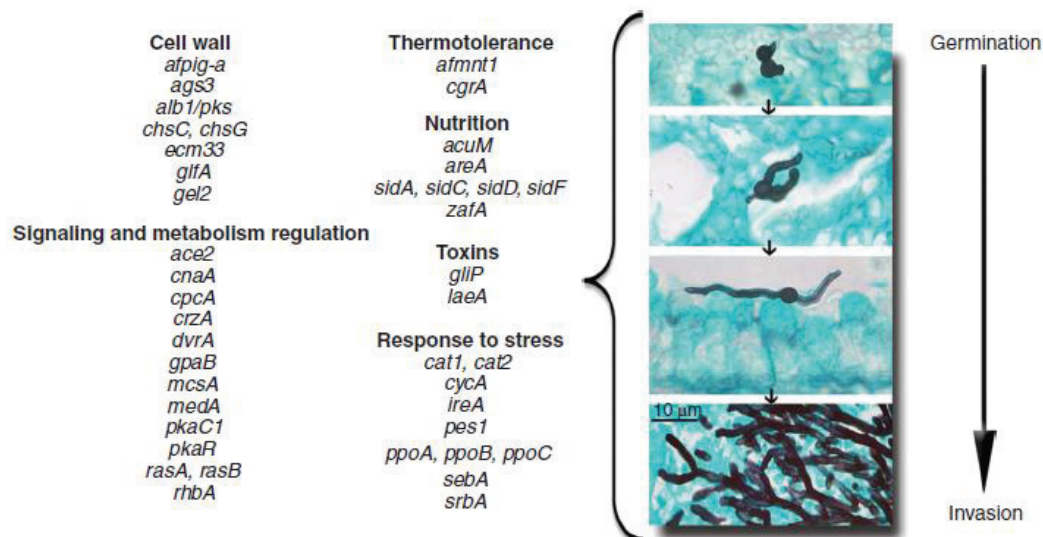 Cell wall
afpig-a
ags3
alb1/pks
chsC, chsG
ecm33
glfA
gel2
Signaling and metabolism regulation
ace2
cnaA
cpcA
crzA
dvrA
gpaB
mcsA
medA
pkaC1
pkaR
rasA, rasB
rhbA
Thermotolerance
afmnt1
cgrA
Nutrition
acuM
areA
sidA, sidC, sidD, sidF
zafA
Toxins
gliP
laeA
Response to stress
cat1, cat2
cycA
ireA
pes1
ppoA, ppoB, ppoC
sebA
srbA
10 µm
Germination
Invasion